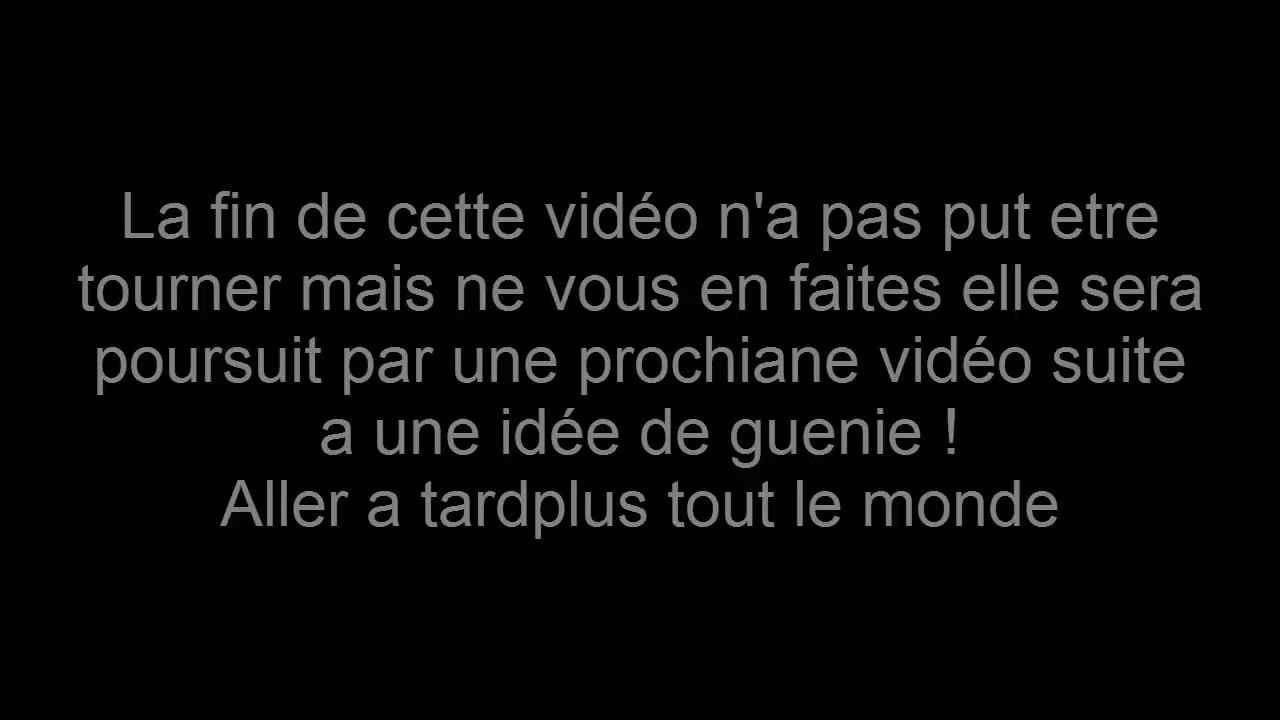 La fin de cette vidéo n'a pas put etre
tourner mais ne vous en faites elle sera
poursuit par une prochiane vidéo suite
a une idée de guenie !
Aller a tardplus tout le monde